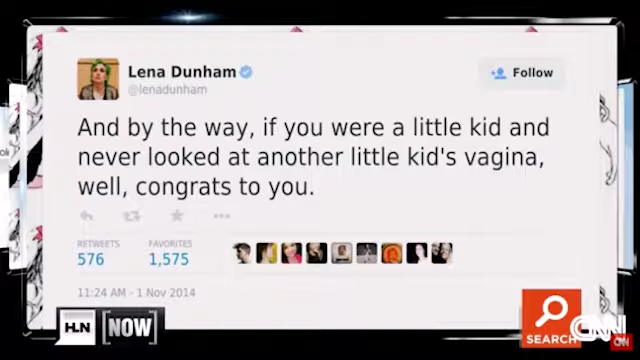 Lena Dunham
Follow
@lenadunham
And by the way, if you were a little kid and
never looked at another little kid's vagina,
well, congrats to you.
RETWEETS FAVORITES
576 1,575
11:24 AM - 1 Nov 2014
HLN [NOW]
SEARCH
CNN
CNN